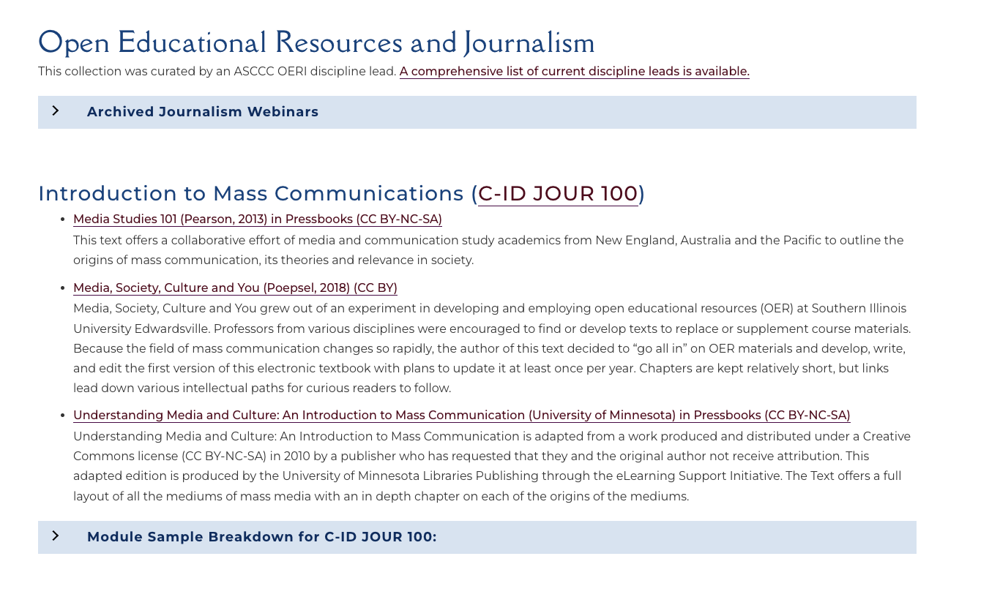 Open Educational Resources and Journalism
This collection was curated by an ASCCC OERI discipline lead. A comprehensive list of current discipline leads is available.
Archived Journalism Webinars
Introduction to Mass Communications (C-ID JOUR 100)
• Media Studies 101 (Pearson, 2013) in Pressbooks (CC BY-NC-SA)
This text offers a collaborative effort of media and communication study academics from New England, Australia and the Pacific to outline the
origins of mass communication, its theories and relevance in society.
• Media, Society, Culture and You (Poepsel, 2018) (CC BY)
Media, Society, Culture and You grew out of an experiment in developing and employing open educational resources (OER) at Southern Illinois
University Edwardsville. Professors from various disciplines were encouraged to find or develop texts to replace or supplement course materials.
Because the field of mass communication changes so rapidly, the author of this text decided to “go all in” on OER materials and develop, write,
and edit the first version of this electronic textbook with plans to update it at least once per year. Chapters are kept relatively short, but links
lead down various intellectual paths for curious readers to follow.
• Understanding Media and Culture: An Introduction to Mass Communication (University of Minnesota) in Pressbooks (CC BY-NC-SA)
Understanding Media and Culture: An Introduction to Mass Communication is adapted from a work produced and distributed under a Creative
Commons license (CC BY-NC-SA) in 2010 by a publisher who has requested that they and the original author not receive attribution. This
adapted edition is produced by the University of Minnesota Libraries Publishing through the eLearning Support Initiative. The Text offers a full
layout of all the mediums of mass media with an in depth chapter on each of the origins of the mediums.
Module Sample Breakdown for C-ID JOUR 100: